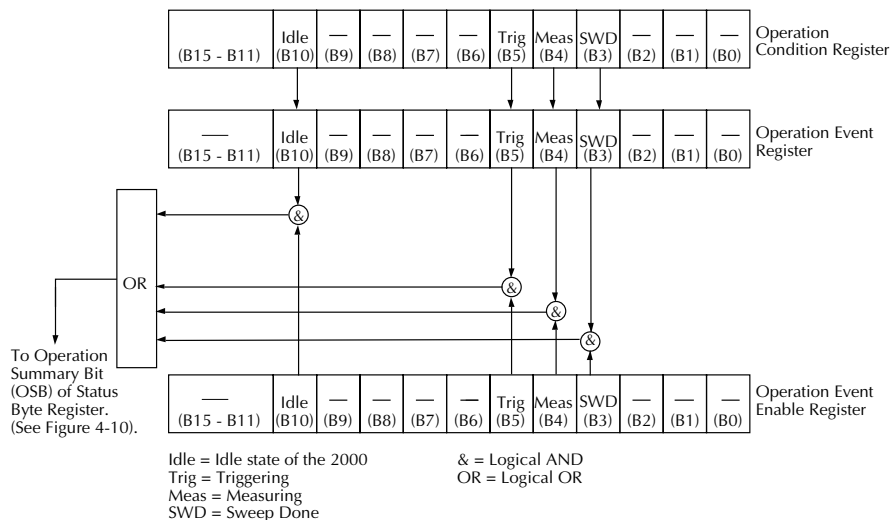 Idle — — — — Trig Meas SWD — — —
(B15 - B11) (B10) (B9) (B8) (B7) (B6) (B5) (B4) (B3) (B2) (B1) (B0)
Operation
Condition Register
— Idle — — — — Trig Meas SWD — — —
(B15 - B11) (B10) (B9) (B8) (B7) (B6) (B5) (B4) (B3) (B2) (B1) (B0)
Operation Event
Register
&
OR
&
&
&
To Operation
Summary Bit
(OSB) of Status
Byte Register.
(See Figure 4-10).
— Idle — — — — Trig Meas SWD — — —
(B15 - B11) (B10) (B9) (B8) (B7) (B6) (B5) (B4) (B3) (B2) (B1) (B0)
Operation Event
Enable Register
Idle = Idle state of the 2000
Trig = Triggering
Meas = Measuring
SWD = Sweep Done
& = Logical AND
OR = Logical OR